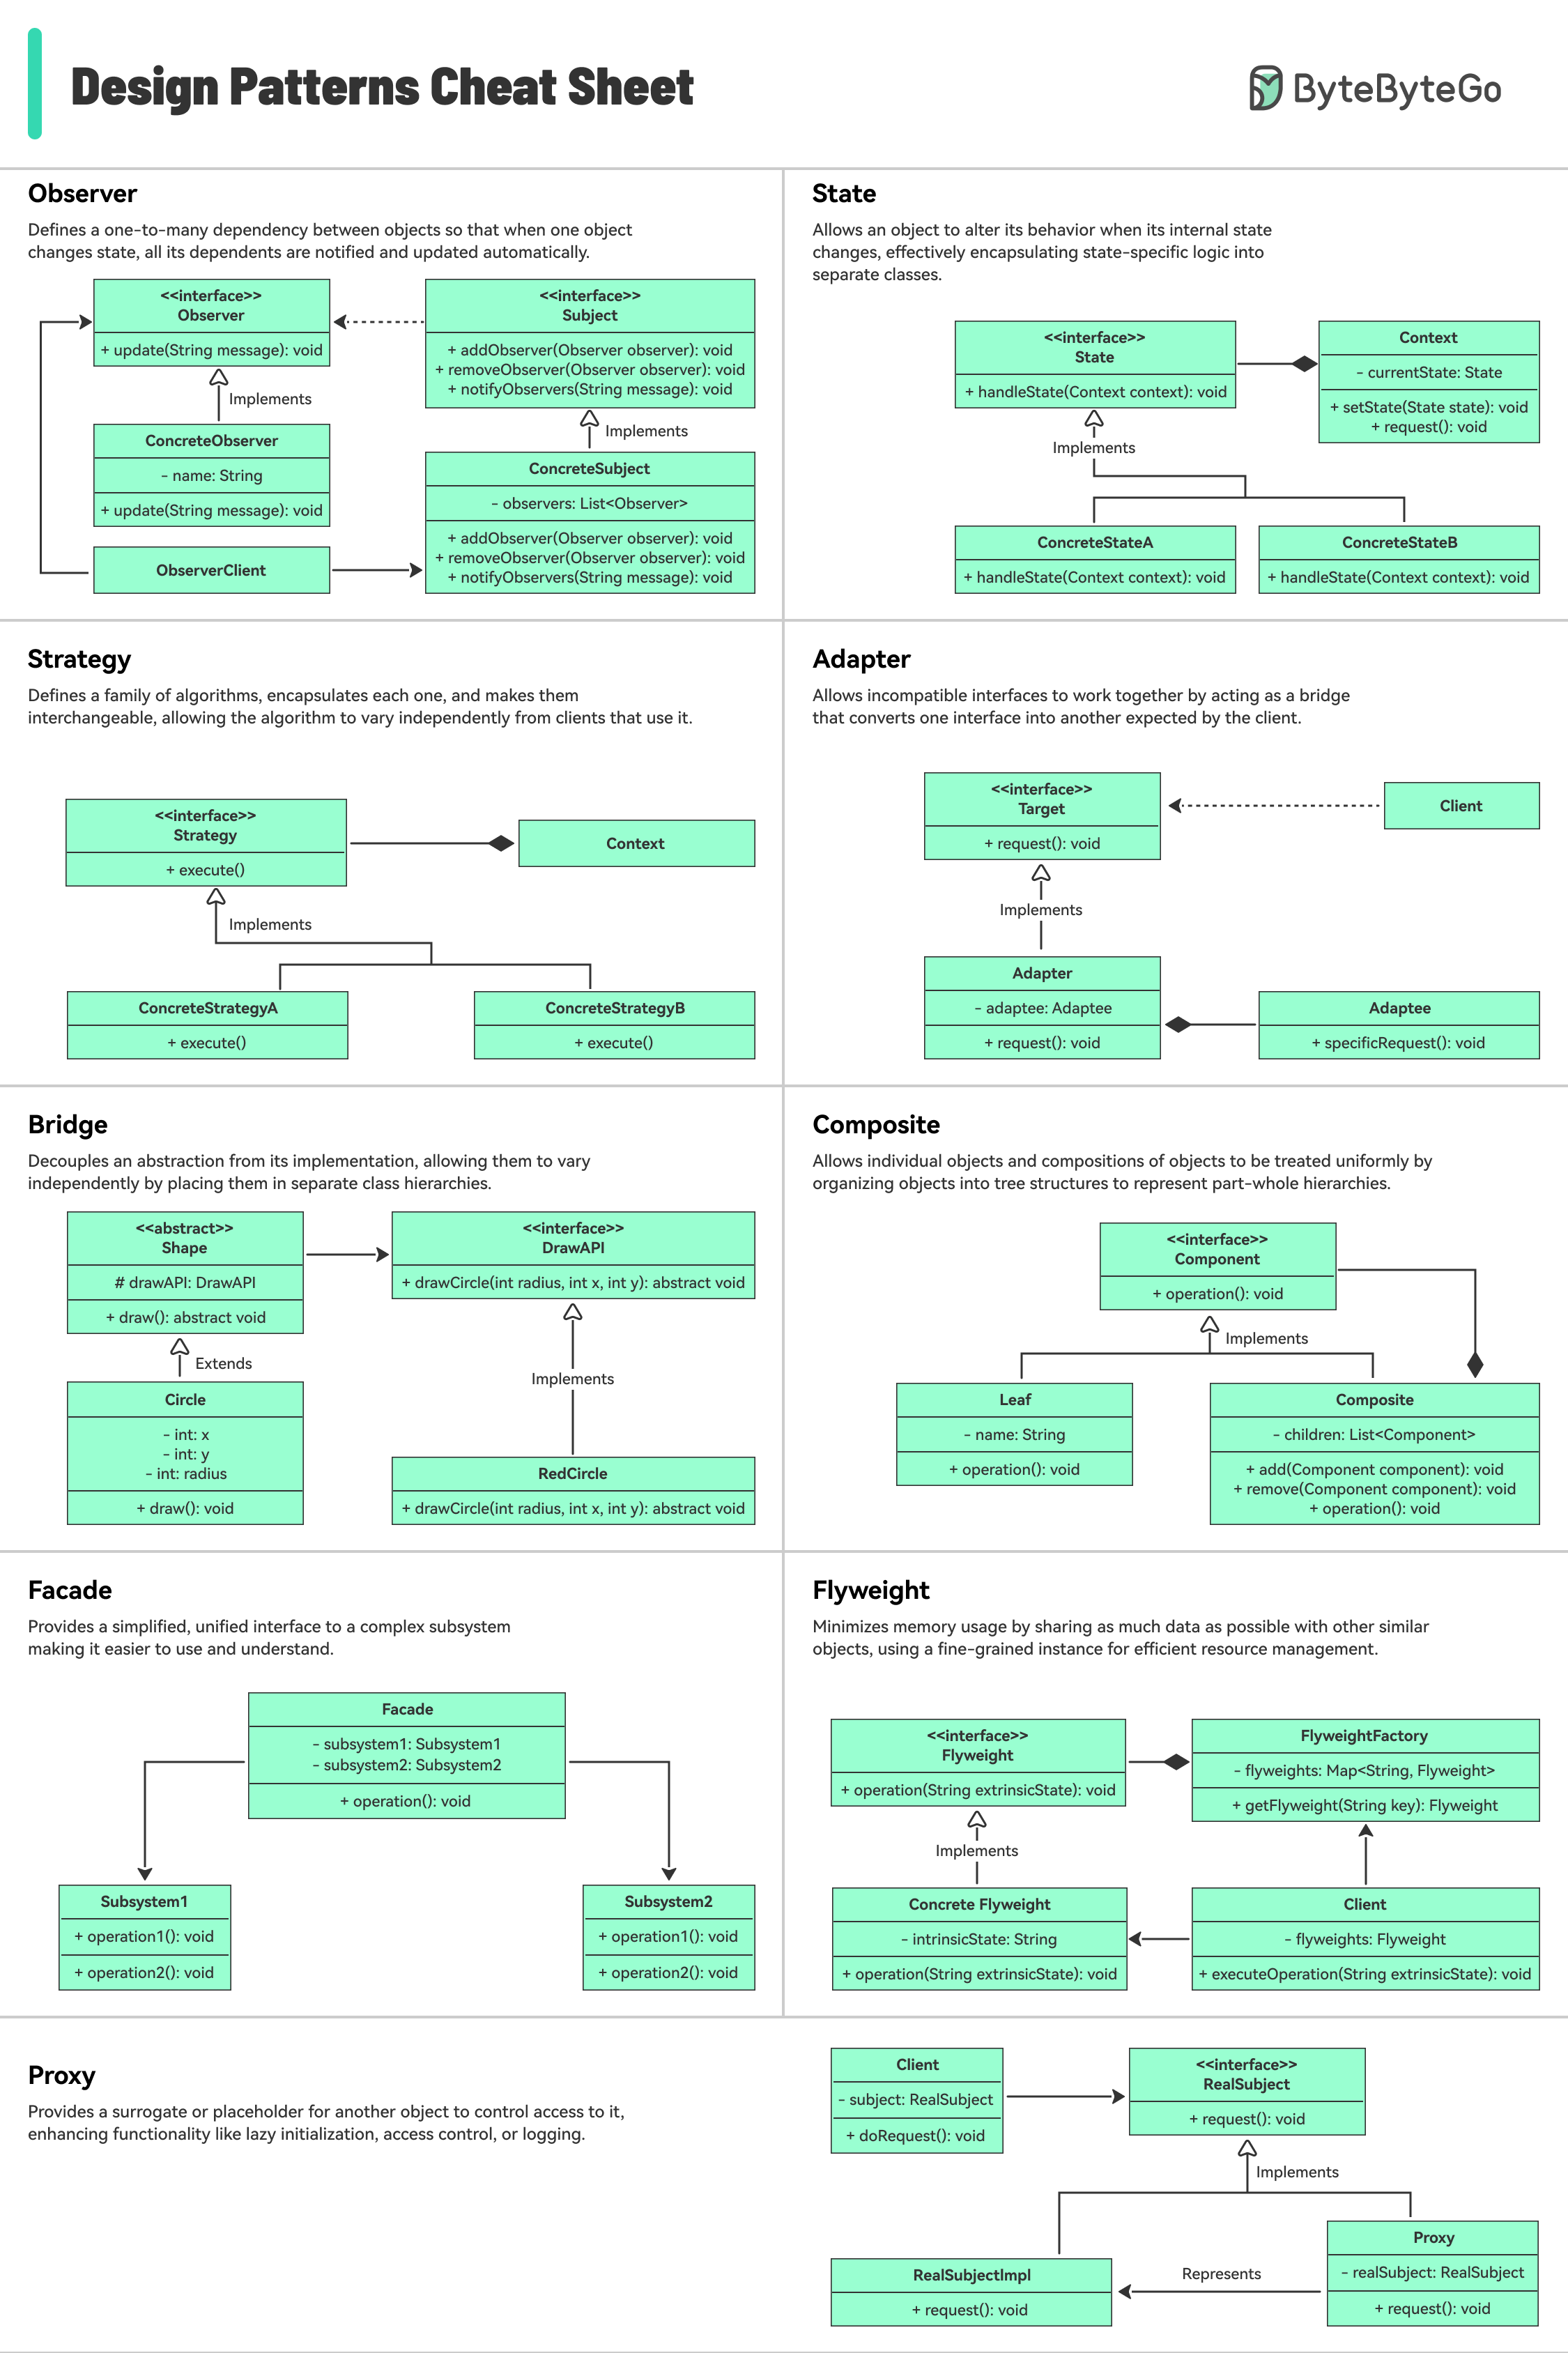 Design Patterns Cheat Sheet
ByteByteGo
Observer
Defines a one-to-many dependency between objects so that when one object
changes state, all its dependents are notified and updated automatically.
<<interface>>
Observer
+ update(String message): void
<<interface>>
Subject
+ addObserver(Observer observer): void
+ removeObserver(Observer observer): void
+ notifyObservers(String message): void
Implements
Implements
ConcreteObserver
- name: String
+ update(String message): void
ConcreteSubject
- observers: List<Observer>
+ addObserver(Observer observer): void
+ removeObserver(Observer observer): void
+ notifyObservers(String message): void
ObserverClient
State
Allows an object to alter its behavior when its internal state
changes, effectively encapsulating state-specific logic into
separate classes.
<<interface>>
State
+ handleState(Context context): void
Context
- currentState: State
+ setState(State state): void
+ request(): void
Implements
ConcreteStateA
+ handleState(Context context): void
ConcreteStateB
+ handleState(Context context): void
Strategy
Defines a family of algorithms, encapsulates each one, and makes them
interchangeable, allowing the algorithm to vary independently from clients that use it.
<<interface>>
Strategy
+ execute()
Context
Implements
ConcreteStrategyA
+ execute()
ConcreteStrategyB
+ execute()
Adapter
Allows incompatible interfaces to work together by acting as a bridge
that converts one interface into another expected by the client.
<<interface>>
Target
+ request(): void
Client
Implements
Adapter
- adaptee: Adaptee
+ request(): void
Adaptee
+ specificRequest(): void
Bridge
Decouples an abstraction from its implementation, allowing them to vary
independently by placing them in separate class hierarchies.
<<abstract>>
Shape
# drawAPI: DrawAPI
+ draw(): abstract void
<<interface>>
DrawAPI
+ drawCircle(int radius, int x, int y): abstract void
Extends
Implements
Circle
- int: x
- int: y
- int: radius
+ draw(): void
RedCircle
+ drawCircle(int radius, int x, int y): abstract void
Composite
Allows individual objects and compositions of objects to be treated uniformly by
organizing objects into tree structures to represent part-whole hierarchies.
<<interface>>
Component
+ operation(): void
Implements
Leaf
- name: String
+ operation(): void
Composite
- children: List<Component>
+ add(Component component): void
+ remove(Component component): void
+ operation(): void
Facade
Provides a simplified, unified interface to a complex subsystem
making it easier to use and understand.
Facade
- subsystem1: Subsystem1
- subsystem2: Subsystem2
+ operation(): void
Subsystem1
+ operation1(): void
+ operation2(): void
Subsystem2
+ operation1(): void
+ operation2(): void
Flyweight
Minimizes memory usage by sharing as much data as possible with other similar
objects, using a fine-grained instance for efficient resource management.
<<interface>>
Flyweight
+ operation(String extrinsicState): void
FlyweightFactory
- flyweights: Map<String, Flyweight>
+ getFlyweight(String key): Flyweight
Implements
Concrete Flyweight
- intrinsicState: String
+ operation(String extrinsicState): void
Client
- flyweights: Flyweight
+ executeOperation(String extrinsicState): void
Proxy
Provides a surrogate or placeholder for another object to control access to it,
enhancing functionality like lazy initialization, access control, or logging.
Client
- subject: RealSubject
+ doRequest(): void
<<interface>>
RealSubject
+ request(): void
Implements
RealSubjectImpl
+ request(): void
Represents
Proxy
- realSubject: RealSubject
+ request(): void